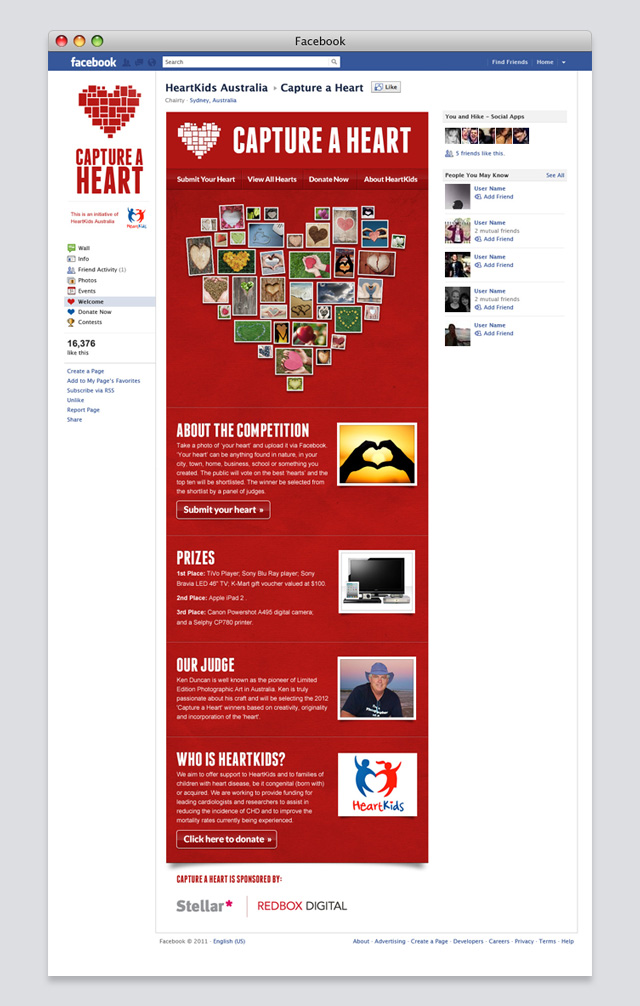 Facebook
facebook
Search
Find Friends
Home
CAPTURE A
HEART
This is an initiative of
HeartKids Australia
HeartKids
Wall
Info
Friend Activity (1)
Photos
Events
Welcome
Donate Now
Contests
16,376
like this
Create a Page
Add to My Page's Favorites
Subscribe via RSS
Unlike
Report Page
Share
HeartKids Australia » Capture a Heart
Like
Charity · Sydney, Australia
CAPTURE A HEART
Submit Your Heart
View All Hearts
Donate Now
About HeartKids
ABOUT THE COMPETITION
Take a photo of 'your heart' and upload it via Facebook.
'Your heart' can be anything found in nature, in your
city, town, home, business, school or something you
created. The public will vote on the best 'hearts' and the
top ten will be shortlisted. The winner be selected from
the shortlist by a panel of judges.
Submit your heart »
PRIZES
1st Place: TiVo Player; Sony Blu Ray player; Sony
Bravia LED 46" TV; K-Mart gift voucher valued at $100.
2nd Place: Apple iPad 2 .
3rd Place: Canon Powershot A495 digital camera;
and a Selphy CP780 printer.
OUR JUDGE
Ken Duncan is well known as the pioneer of Limited
Edition Photographic Art in Australia. Ken is truly
passionate about his craft and will be selecting the 2012
'Capture a Heart' winners based on creativity, originality
and incorporation of the 'heart'.
WHO IS HEARTKIDS?
We aim to offer support to HeartKids and to families of
children with heart disease, be it congenital (born with)
or acquired. We are working to provide funding for
leading cardiologists and researchers to assist in
reducing the incidence of CHD and to improve the
mortality rates currently being experienced.
Click here to donate »
HeartKids
CAPTURE A HEART IS SPONSORED BY:
Stellar
REDBOX DIGITAL
You and Hike – Social Apps
5 friends like this.
People You May Know
See All
User Name
Add Friend
User Name
2 mutual friends
Add Friend
User Name
Add Friend
User Name
2 mutual friends
Add Friend
User Name
Add Friend
Facebook © 2011 · English (US)
About · Advertising · Create a Page · Developers · Careers · Privacy · Terms · Help